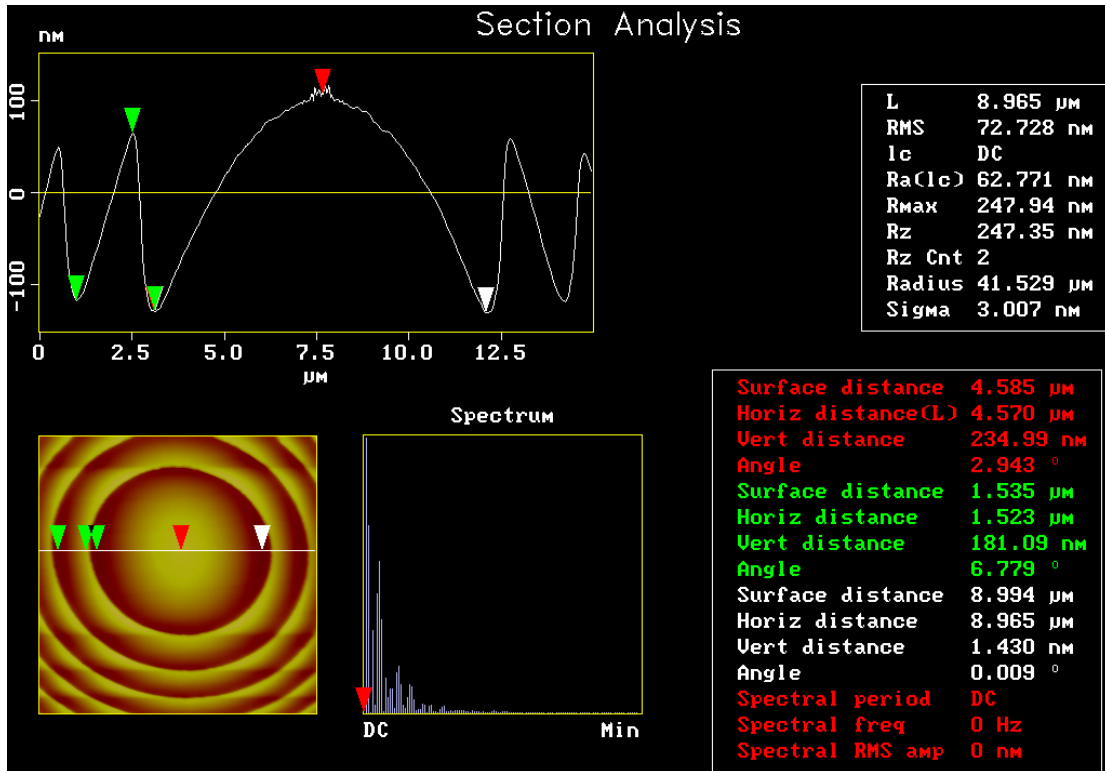 Section Analysis
nM
100
0
-100
0 2.5 5.0 7.5 10.0 12.5
µM
L 8.965 µM
RMS 72.728 nM
lc DC
Ra(lc) 62.771 nM
Rmax 247.94 nM
Rz 247.35 nM
Rz Cnt 2
Radius 41.529 µM
Sigma 3.007 nM
Spectrum
DC Min
Surface distance 4.585 µM
Horiz distance(L) 4.570 µM
Vert distance 234.99 nM
Angle 2.943 °
Surface distance 1.535 µM
Horiz distance 1.523 µM
Vert distance 181.09 nM
Angle 6.779 °
Surface distance 8.994 µM
Horiz distance 8.965 µM
Vert distance 1.430 nM
Angle 0.009 °
Spectral period DC
Spectral freq 0 Hz
Spectral RMS amp 0 nM